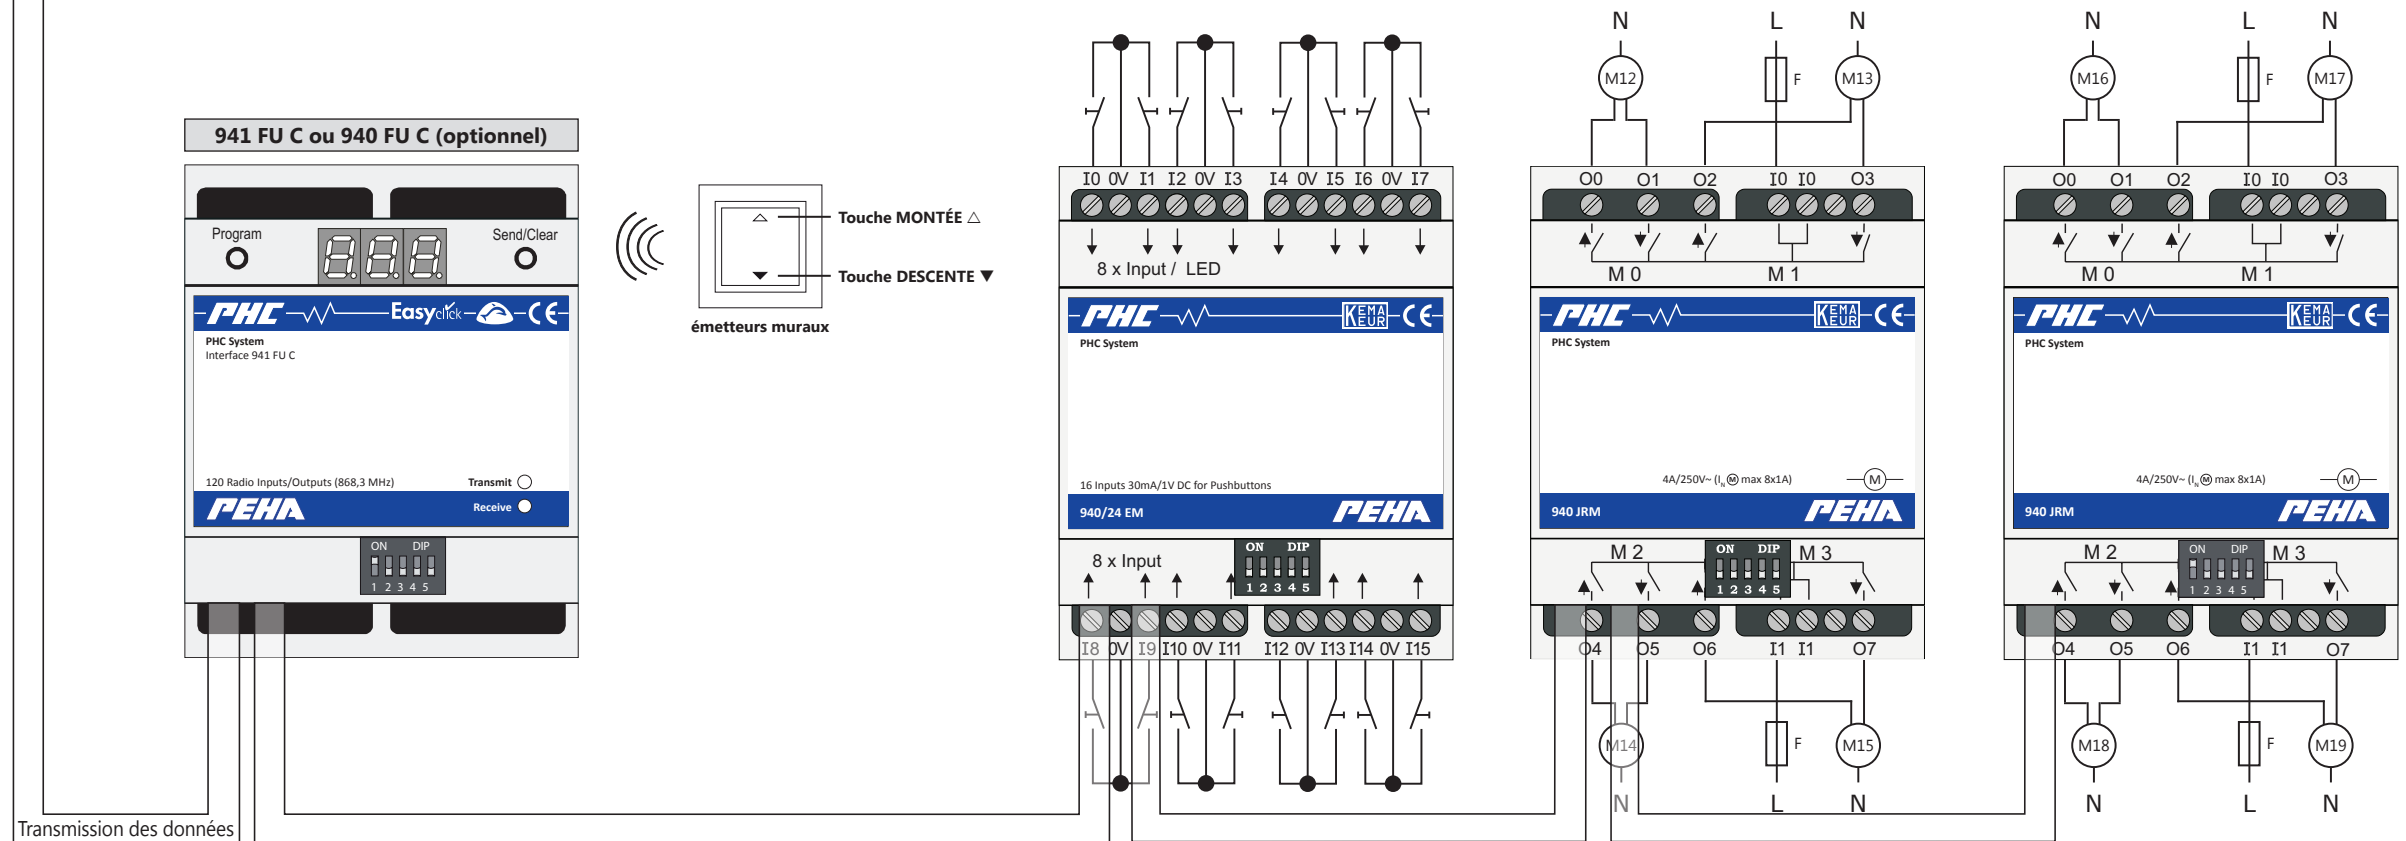 941 FU C ou 940 FU C (optionnel)
Program
Send/Clear
PHC Easyclick CE
PHC System
Interface 941 FU C
120 Radio Inputs/Outputs (868,3 MHz)
Transmit
Receive
PEHA
ON DIP
1 2 3 4 5
Touche MONTÉE △
Touche DESCENTE ▼
émetteurs muraux
I0 0V I1 I2 0V I3 I4 0V I5 I6 0V I7
8 x Input / LED
PHC KEMA KEUR CE
PHC System
16 Inputs 30mA/1V DC for Pushbuttons
940/24 EM PEHA
8 x Input
ON DIP
1 2 3 4 5
I8 0V I9 I10 0V I11 I12 0V I13 I14 0V I15
N L N
M12 F M13
O0 O1 O2 I0 I0 O3
M 0 M 1
PHC KEMA KEUR CE
PHC System
4A/250V~ (IN M max 8x1A) M
940 JRM PEHA
M 2 M 3
ON DIP
1 2 3 4 5
O4 O5 O6 I1 I1 O7
M14 F M15
N L N
N L N
M16 F M17
O0 O1 O2 I0 I0 O3
M 0 M 1
PHC KEMA KEUR CE
PHC System
4A/250V~ (IN M max 8x1A) M
940 JRM PEHA
M 2 M 3
ON DIP
1 2 3 4 5
O4 O5 O6 I1 I1 O7
M18 F M19
N L N
Transmission des données